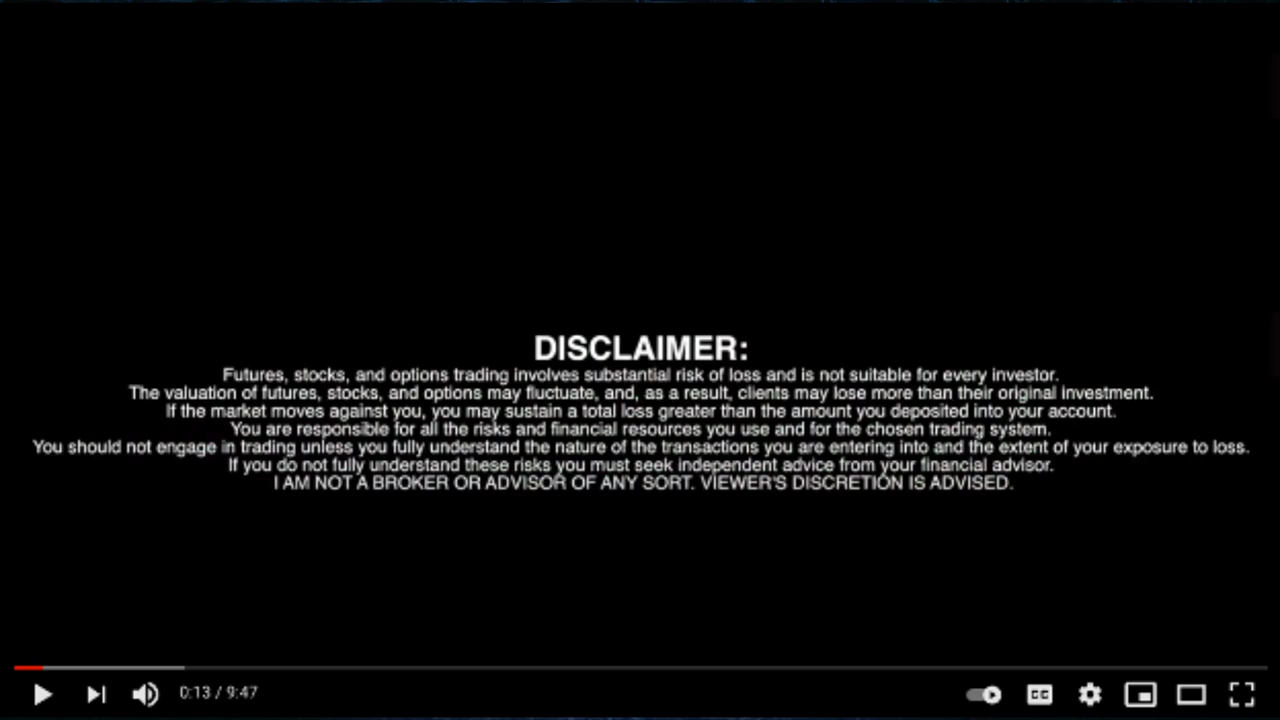 DISCLAIMER:
Futures, stocks, and options trading involves substantial risk of loss and is not suitable for every investor.
The valuation of futures, stocks, and options may fluctuate, and, as a result, clients may lose more than their original investment.
If the market moves against you, you may sustain a total loss greater than the amount you deposited into your account.
You are responsible for all the risks and financial resources you use and for the chosen trading system.
You should not engage in trading unless you fully understand the nature of the transactions you are entering into and the extent of your exposure to loss.
If you do not fully understand these risks you must seek independent advice from your financial advisor.
I AM NOT A BROKER OR ADVISOR OF ANY SORT. VIEWER'S DISCRETION IS ADVISED.
0:13 / 9:47 CC